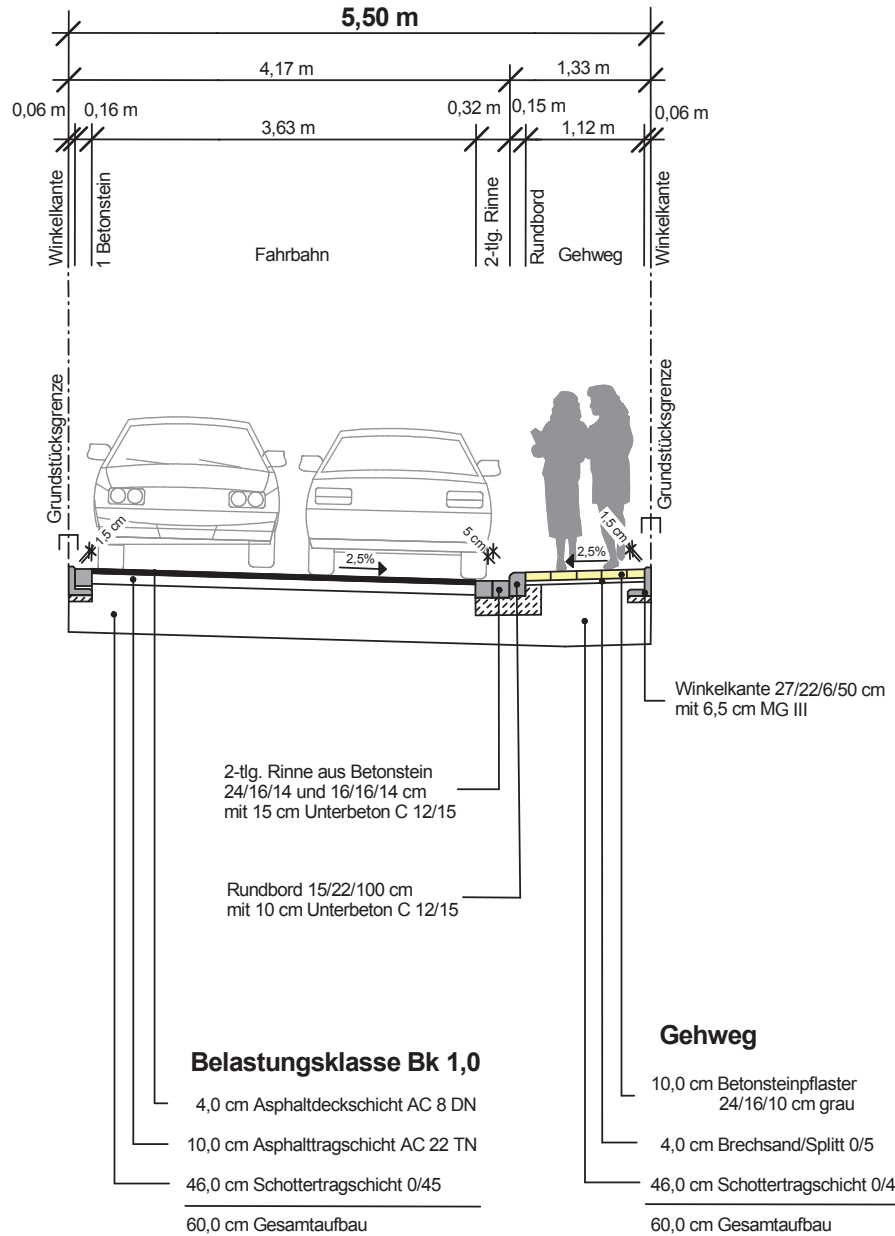 5,50 m
4,17 m
1,33 m
0,06 m
0,16 m
0,32 m
0,15 m
0,06 m
3,63 m
1,12 m
Winkelkante
1 Betonstein
Fahrbahn
2-tlg. Rinne
Rundbord
Gehweg
Winkelkante
Grundstücksgrenze
Grundstücksgrenze
1,5 cm
5 cm
1,5 cm
2,5%
2,5%
Winkelkante 27/22/6/50 cm
mit 6,5 cm MG III
2-tlg. Rinne aus Betonstein
24/16/14 und 16/16/14 cm
mit 15 cm Unterbeton C 12/15
Rundbord 15/22/100 cm
mit 10 cm Unterbeton C 12/15
Belastungsklasse Bk 1,0
4,0 cm Asphaltdeckschicht AC 8 DN
10,0 cm Asphalttragschicht AC 22 TN
46,0 cm Schottertragschicht 0/45
60,0 cm Gesamtaufbau
Gehweg
10,0 cm Betonsteinpflaster
24/16/10 cm grau
4,0 cm Brechsand/Splitt 0/5
46,0 cm Schottertragschicht 0/4
60,0 cm Gesamtaufbau